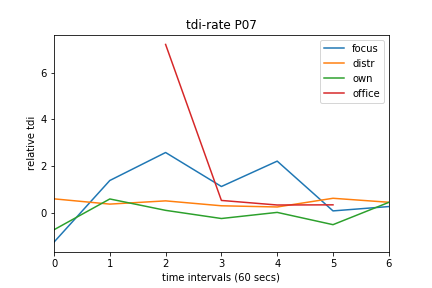 tdi-rate P07
relative tdi
6
4
2
0
focus
distr
own
office
0 1 2 3 4 5 6
time intervals (60 secs)